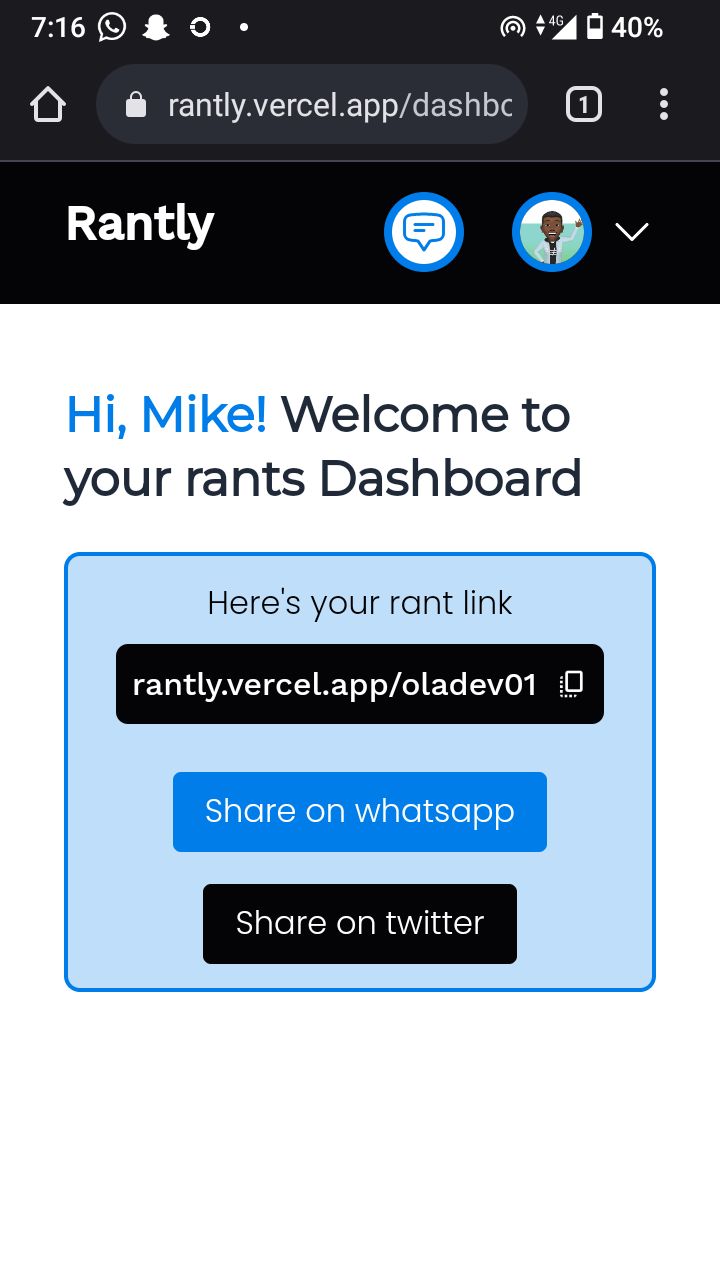 7:16
4G
40%
rantly.vercel.app/dashbo
1
Rantly
Hi, Mike! Welcome to
your rants Dashboard
Here's your rant link
rantly.vercel.app/oladev01
Share on whatsapp
Share on twitter